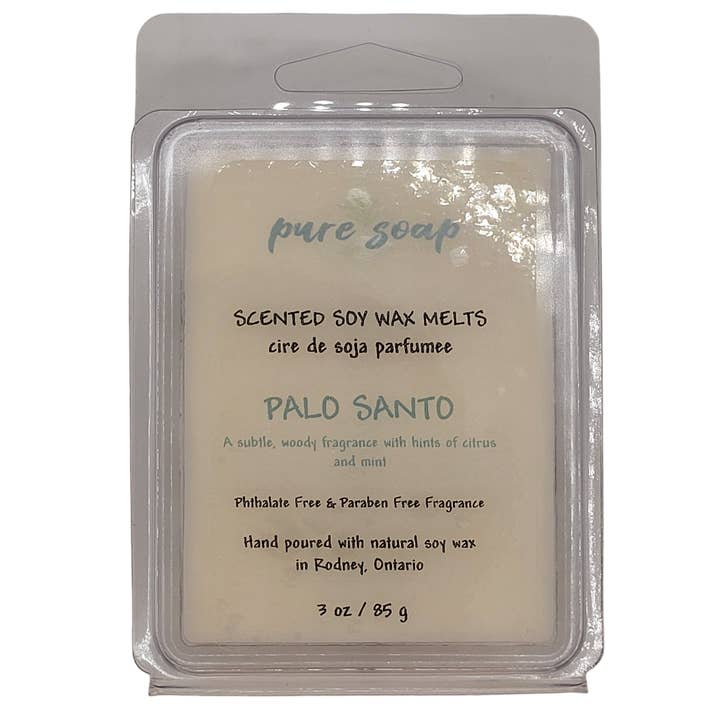 pure soap
SCENTED SOY WAX MELTS
cire de soja parfumee
PALO SANTO
A subtle, woody fragrance with hints of citrus
and mint
Phthalate Free & Paraben Free Fragrance
Hand poured with natural soy wax
in Rodney, Ontario
3 oz / 85 g